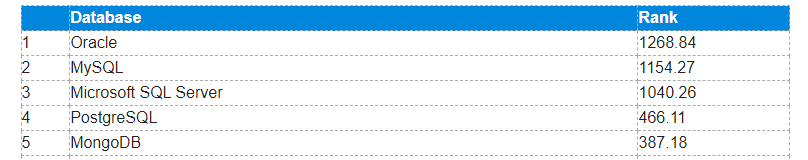 Database Rank
1 Oracle 1268.84
2 MySQL 1154.27
3 Microsoft SQL Server 1040.26
4 PostgreSQL 466.11
5 MongoDB 387.18